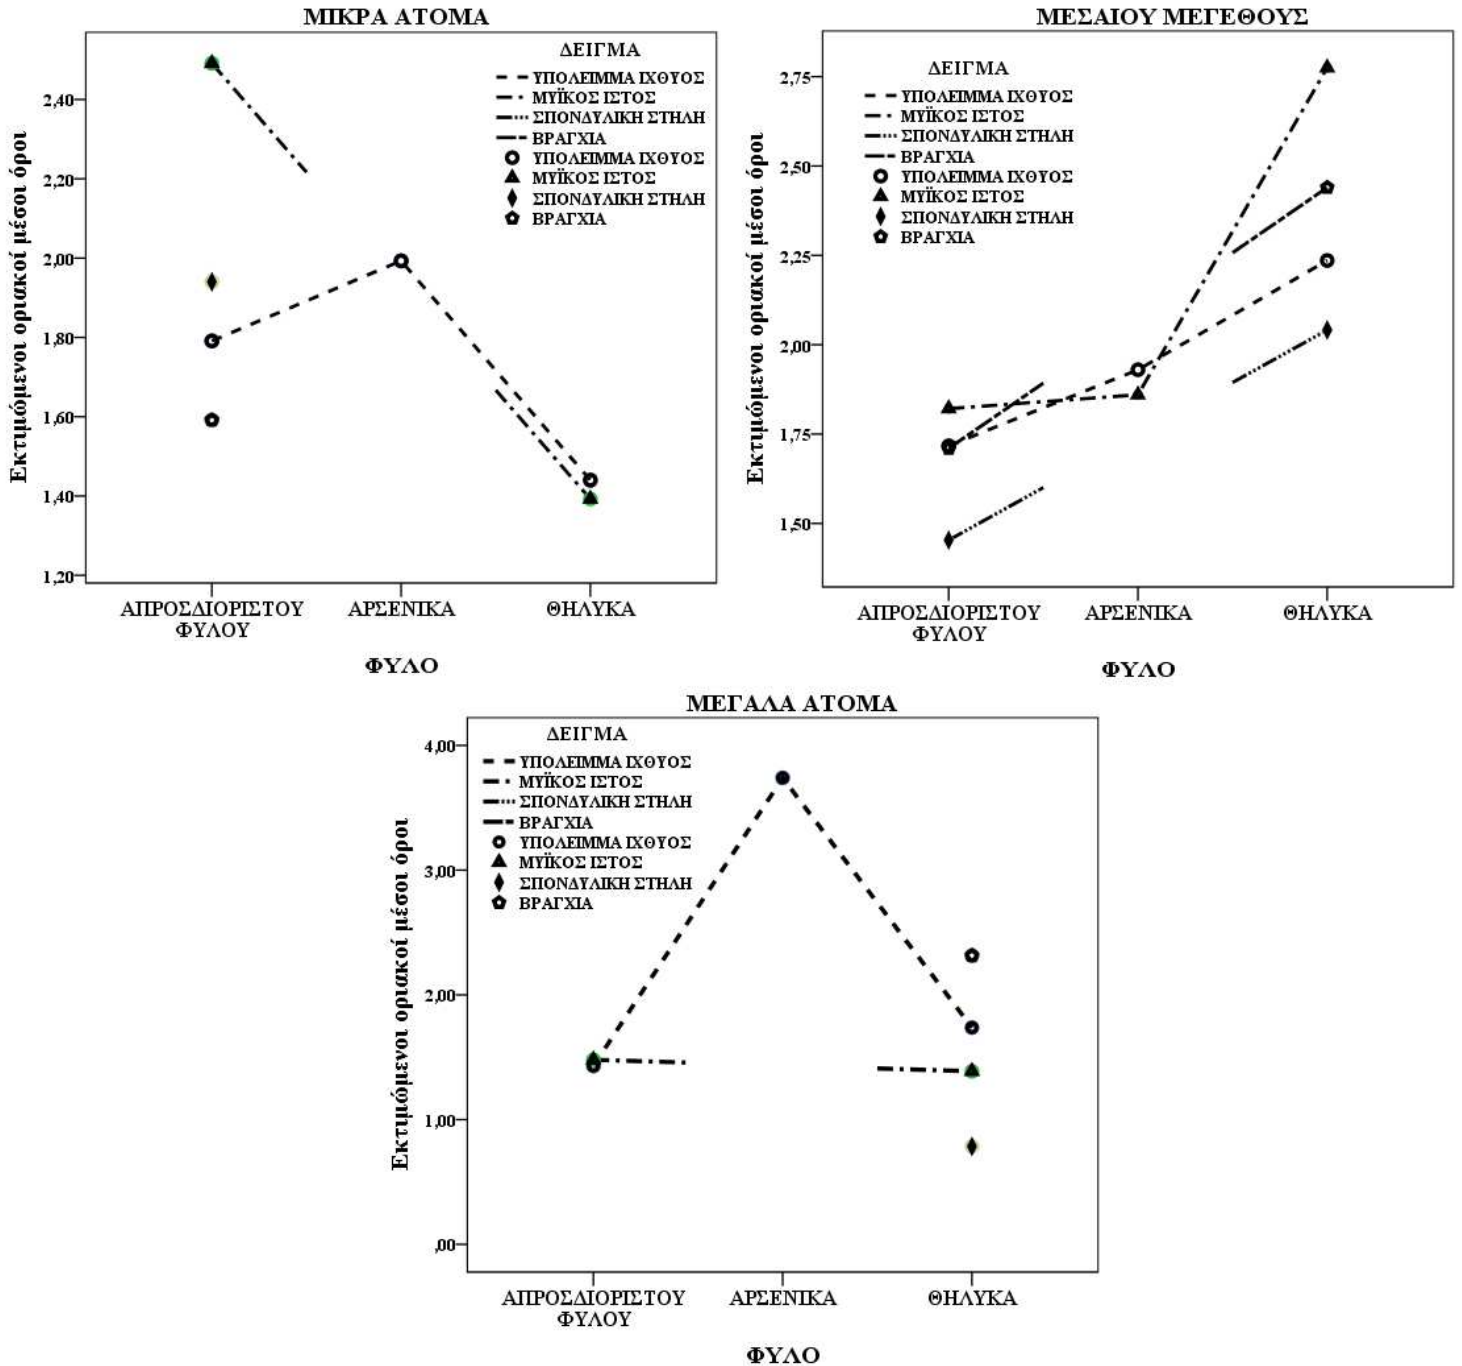 ΜΙΚΡΑ ΑΤΟΜΑ
Εκτιμώμενοι οριακοί μέσοι όροι
2,40
2,20
2,00
1,80
1,60
1,40
1,20
ΔΕΙΓΜΑ
ΥΠΟΛΕΙΜΜΑ ΙΧΘΥΟΣ
ΜΥΪΚΟΣ ΙΣΤΟΣ
ΣΠΟΝΔΥΛΙΚΗ ΣΤΗΛΗ
ΒΡΑΓΧΙΑ
ΥΠΟΛΕΙΜΜΑ ΙΧΘΥΟΣ
ΜΥΪΚΟΣ ΙΣΤΟΣ
ΣΠΟΝΔΥΛΙΚΗ ΣΤΗΛΗ
ΒΡΑΓΧΙΑ
ΑΠΡΟΣΔΙΟΡΙΣΤΟΥ ΑΡΣΕΝΙΚΑ ΘΗΛΥΚΑ
ΦΥΛΟΥ
ΦΥΛΟ
ΜΕΣΑΙΟΥ ΜΕΓΕΘΟΥΣ
Εκτιμώμενοι οριακοί μέσοι όροι
2,75
2,50
2,25
2,00
1,75
1,50
ΔΕΙΓΜΑ
ΥΠΟΛΕΙΜΜΑ ΙΧΘΥΟΣ
ΜΥΪΚΟΣ ΙΣΤΟΣ
ΣΠΟΝΔΥΛΙΚΗ ΣΤΗΛΗ
ΒΡΑΓΧΙΑ
ΥΠΟΛΕΙΜΜΑ ΙΧΘΥΟΣ
ΜΥΪΚΟΣ ΙΣΤΟΣ
ΣΠΟΝΔΥΛΙΚΗ ΣΤΗΛΗ
ΒΡΑΓΧΙΑ
ΑΠΡΟΣΔΙΟΡΙΣΤΟΥ ΑΡΣΕΝΙΚΑ ΘΗΛΥΚΑ
ΦΥΛΟΥ
ΦΥΛΟ
ΜΕΓΑΛΑ ΑΤΟΜΑ
Εκτιμώμενοι οριακοί μέσοι όροι
4,00
3,00
2,00
1,00
,00
ΔΕΙΓΜΑ
ΥΠΟΛΕΙΜΜΑ ΙΧΘΥΟΣ
ΜΥΪΚΟΣ ΙΣΤΟΣ
ΣΠΟΝΔΥΛΙΚΗ ΣΤΗΛΗ
ΒΡΑΓΧΙΑ
ΥΠΟΛΕΙΜΜΑ ΙΧΘΥΟΣ
ΜΥΪΚΟΣ ΙΣΤΟΣ
ΣΠΟΝΔΥΛΙΚΗ ΣΤΗΛΗ
ΒΡΑΓΧΙΑ
ΑΠΡΟΣΔΙΟΡΙΣΤΟΥ ΑΡΣΕΝΙΚΑ ΘΗΛΥΚΑ
ΦΥΛΟΥ
ΦΥΛΟ